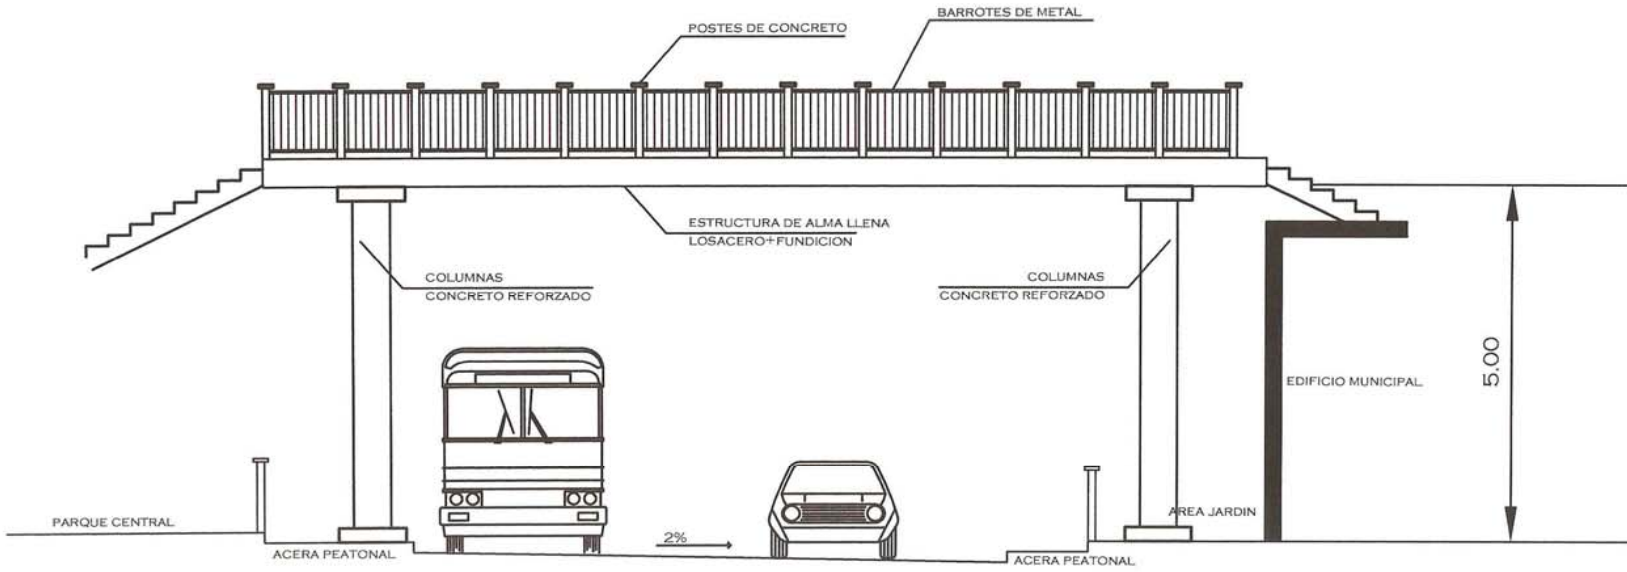 BARROTES DE METAL
POSTES DE CONCRETO
ESTRUCTURA DE ALMA LLENA
LOSACERO+FUNDICION
COLUMNAS
CONCRETO REFORZADO
COLUMNAS
CONCRETO REFORZADO
5.00
EDIFICIO MUNICIPAL
PARQUE CENTRAL
AREA JARDIN
2%
ACERA PEATONAL
ACERA PEATONAL